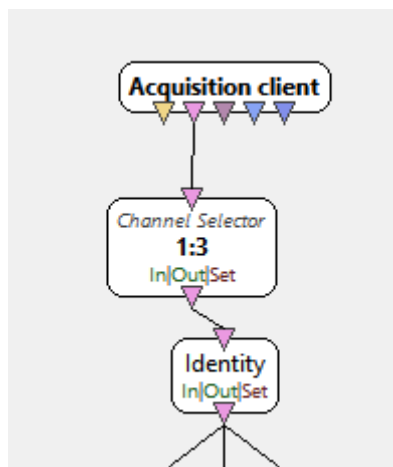 Acquisition client
Channel Selector
1:3
In|Out|Set
Identity
In|Out|Set